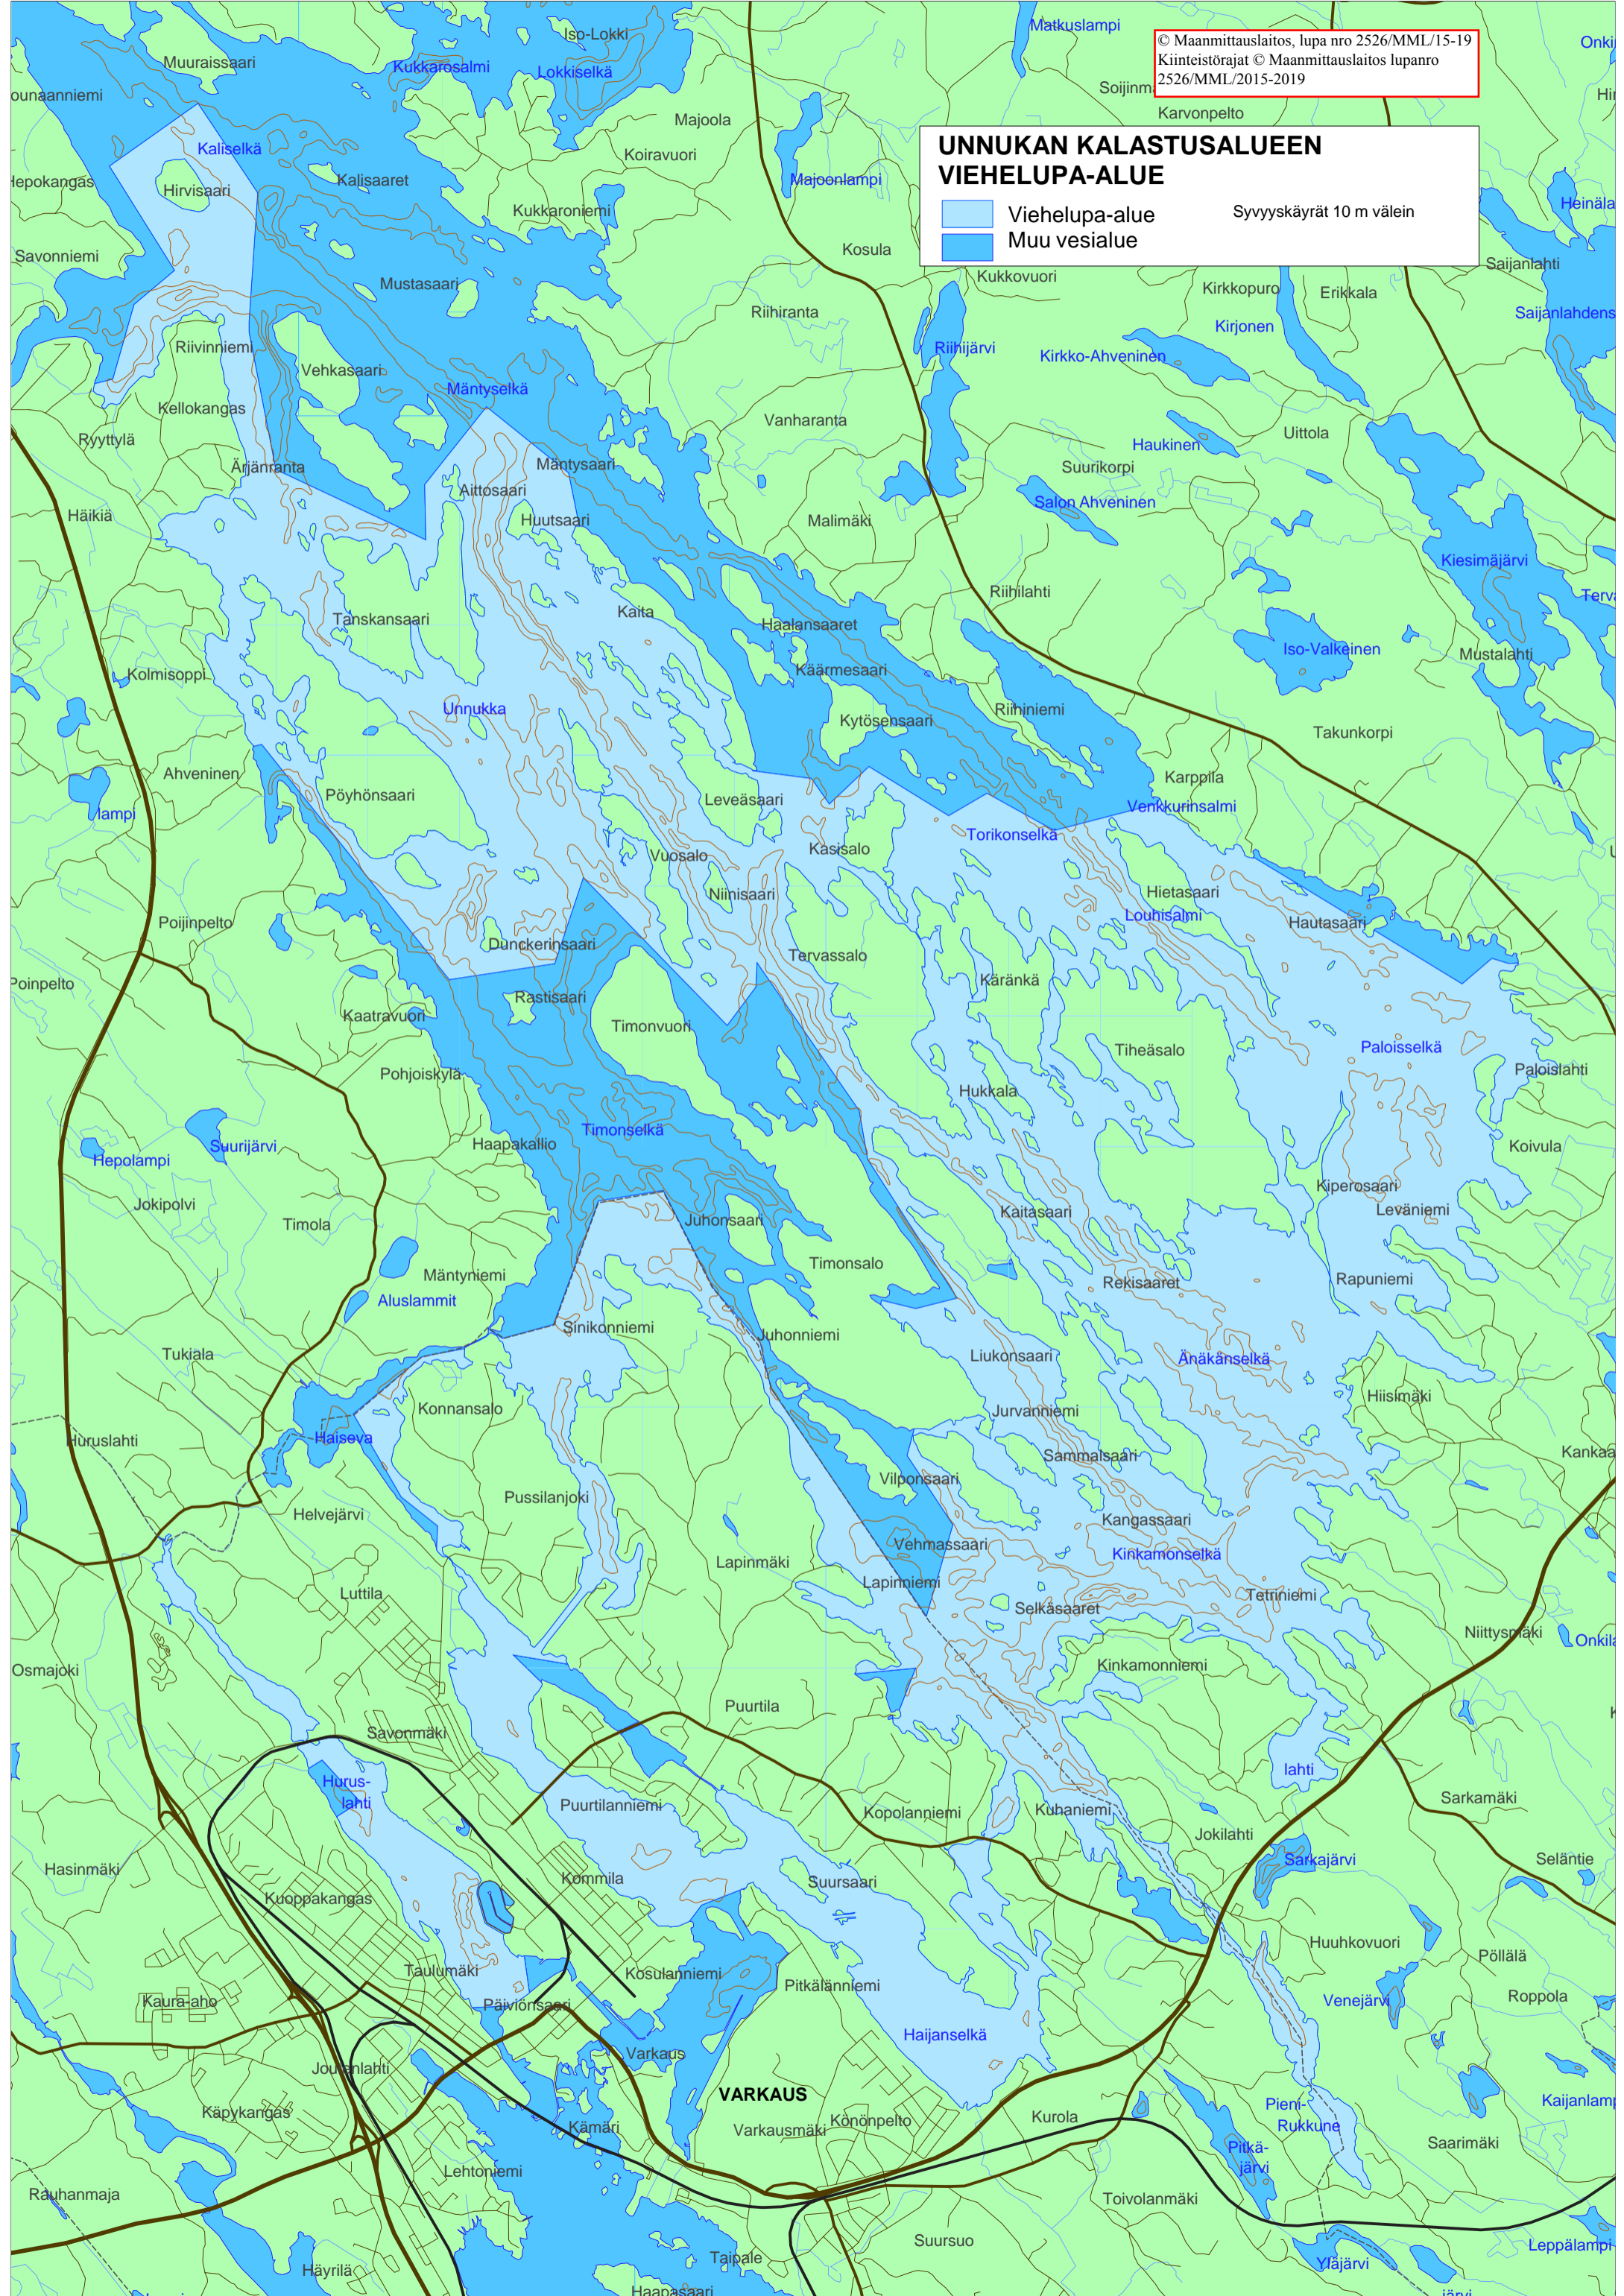 © Maanmittauslaitos, lupa nro 2526/MML/15-19
Kiinteistörajat © Maanmittauslaitos lupanro
2526/MML/2015-2019
UNNUKAN KALASTUSALUEEN
VIEHELUPA-ALUE
Viehelupa-alue
Muu vesialue
Syvyyskäyrät 10 m välein
Matkuslampi
Iso-Lokki
Muuraissaari
Kukkarosalmi
Lokkiselkä
Karvonpelto
Majoola
Kaliselkä
Koiravuori
Majoonlampi
Kalisaaret
Hirvisaari
Kukkaroniemi
Kosula
Savonniemi
Saijanlahti
Kukkovuori
Mustasaari
Kirkkopuro
Erikkala
Riihiranta
Kirjonen
Riivinniemi
Riihijärvi
Kirkko-Ahveninen
Vehkasaari
Mäntyselkä
Kellokangas
Vanharanta
Uittola
Ryyttylä
Haukinen
Ärjänranta
Mäntysaari
Suurikorpi
Aittosaari
Salon Ahveninen
Häikiä
Huutsaari
Malimäki
Kiesimäjärvi
Riihilahti
Kaita
Tanskansaari
Haalansaaret
Iso-Valkeinen
Mustalahti
Kolmisoppi
Käärmesaari
Unnukka
Riihiniemi
Kytösensaari
Takunkorpi
Ahveninen
Karppila
Pöyhönsaari
Leveäsaari
Venkkurinsalmi
lampi
Torikonselkä
Kasisalo
Vuosalo
Niinisaari
Hietasaari
Louhisalmi
Hautasaari
Poijinpelto
Dunckerinsaari
Tervassalo
Käränkä
Poinpelto
Rastisaari
Kaatravuori
Timonvuori
Paloisselkä
Tiheäsalo
Pohjoiskylä
Paloislahti
Hukkala
Timonselkä
Haapakallio
Suurijärvi
Koivula
Hepolampi
Kiperosaari
Jokipolvi
Leväniemi
Kaitasaari
Timola
Juhonsaari
Timonsalo
Mäntyniemi
Rapuniemi
Rekisaaret
Aluslammit
Sinikonniemi
Juhonniemi
Tukiala
Liukonsaari
Änäkänselkä
Hiisimäki
Konnansalo
Jurvanniemi
Huruslahti
Haiseva
Sammalsaari
Vilponsaari
Pussilanjoki
Helvejärvi
Kangassaari
Vehmassaari
Kinkamonselkä
Lapinmäki
Lapinniemi
Luttila
Tetriniemi
Selkäsaaret
Niittysmäki
Osmajoki
Kinkamonniemi
Puurtila
Savonmäki
lahti
Hurus-
lahti
Sarkamäki
Puurtilanniemi
Kopolanniemi
Kuhaniemi
Jokilahti
Hasinmäki
Sarkajärvi
Seläntie
Kommila
Suursaari
Kuoppakangas
Huuhkovuori
Pöllälä
Taulumäki
Kosulanniemi
Pitkälänniemi
Kaura-aho
Päiviönsaari
Venejärvi
Roppola
Haijanselkä
Varkaus
Joutenlahti
VARKAUS
Käpykangas
Kämäri
Varkausmäki
Könönpelto
Kurola
Pieni-
Rukkune
Pitkä-
järvi
Saarimäki
Lehtoniemi
Rauhanmaja
Toivolanmäki
Suursuo
Taipale
Häyrilä
Yläjärvi
Leppälampi